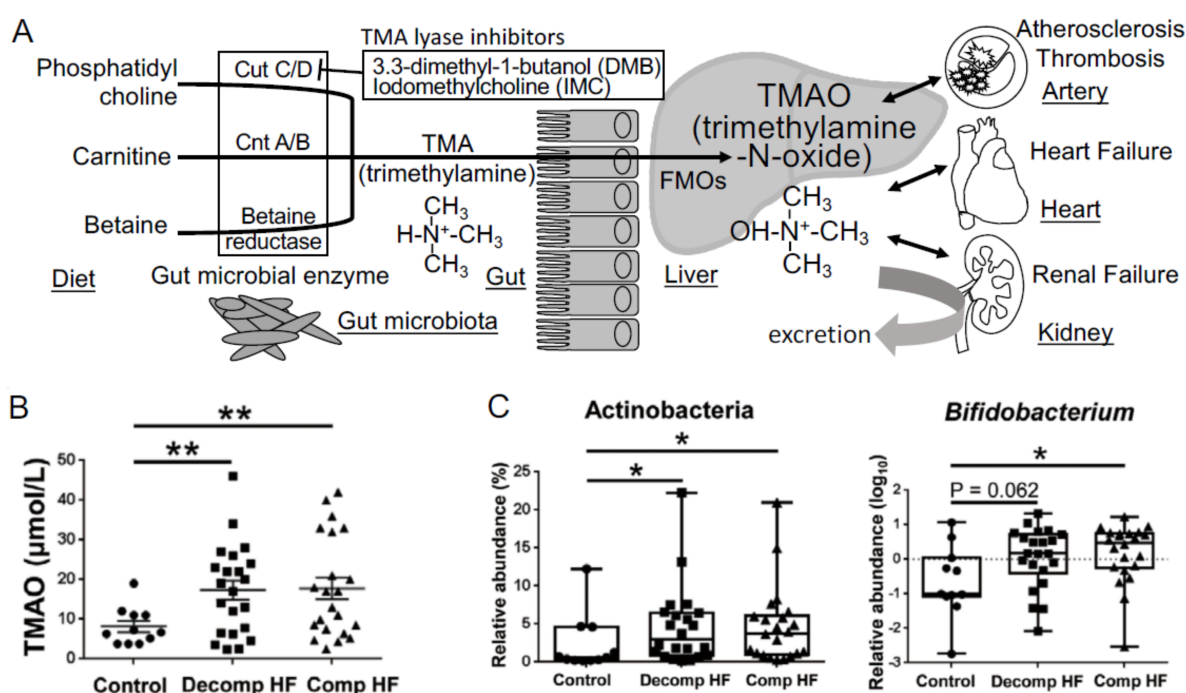 A
Phosphatidyl
choline
Carnitine
Betaine
Diet
Cut C/D
Cnt A/B
Betaine
reductase
Gut microbial enzyme
Gut microbiota
TMA lyase inhibitors
3.3-dimethyl-1-butanol (DMB)
Iodomethylcholine (IMC)
TMA
(trimethylamine)
CH3
H-N+-CH3
CH3
Gut
FMOs
Liver
TMAO
(trimethylamine
-N-oxide)
CH3
OH-N+-CH3
CH3
excretion
Atherosclerosis
Thrombosis
Artery
Heart Failure
Heart
Renal Failure
Kidney
B
**
**
TMAO (μmol/L)
50
40
30
20
10
0
Control Decomp HF Comp HF
C
Actinobacteria
*
*
Relative abundance (%)
25
20
15
10
5
0
Control Decomp HF Comp HF
Bifidobacterium
*
P = 0.062
Relative abundance (log10)
2
1
0
-1
-2
-3
Control Decomp HF Comp HF